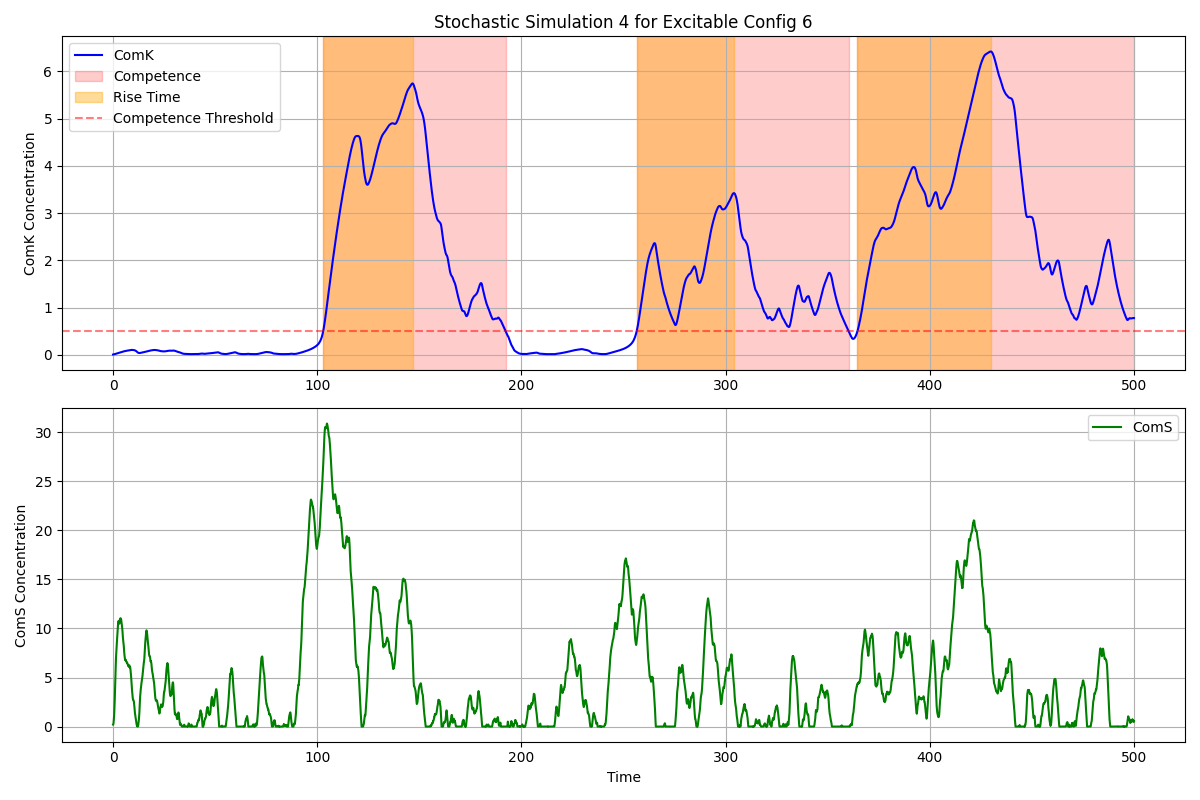 Stochastic Simulation 4 for Excitable Config 6
ComK
Competence
Rise Time
Competence Threshold
ComK Concentration
6
5
4
3
2
1
0
0 100 200 300 400 500
ComS
ComS Concentration
30
25
20
15
10
5
0
0 100 200 300 400 500
Time